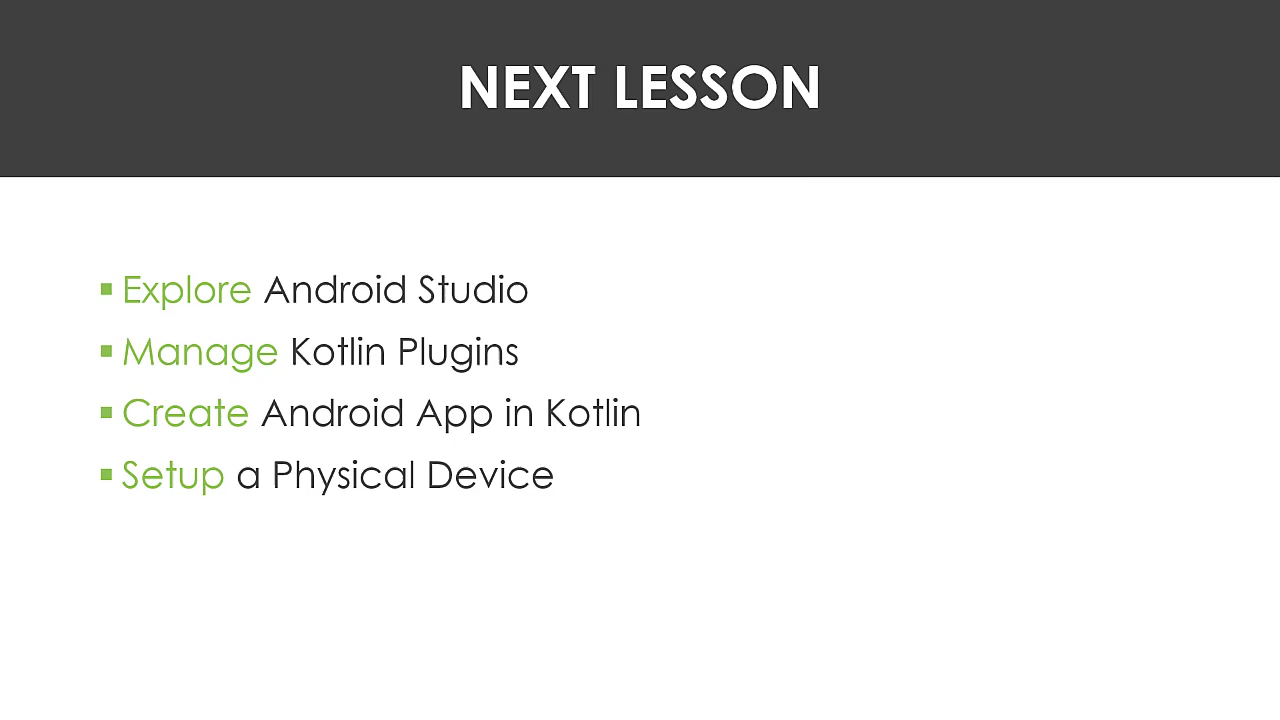 NEXT LESSON
▪ Explore Android Studio
▪ Manage Kotlin Plugins
▪ Create Android App in Kotlin
▪ Setup a Physical Device